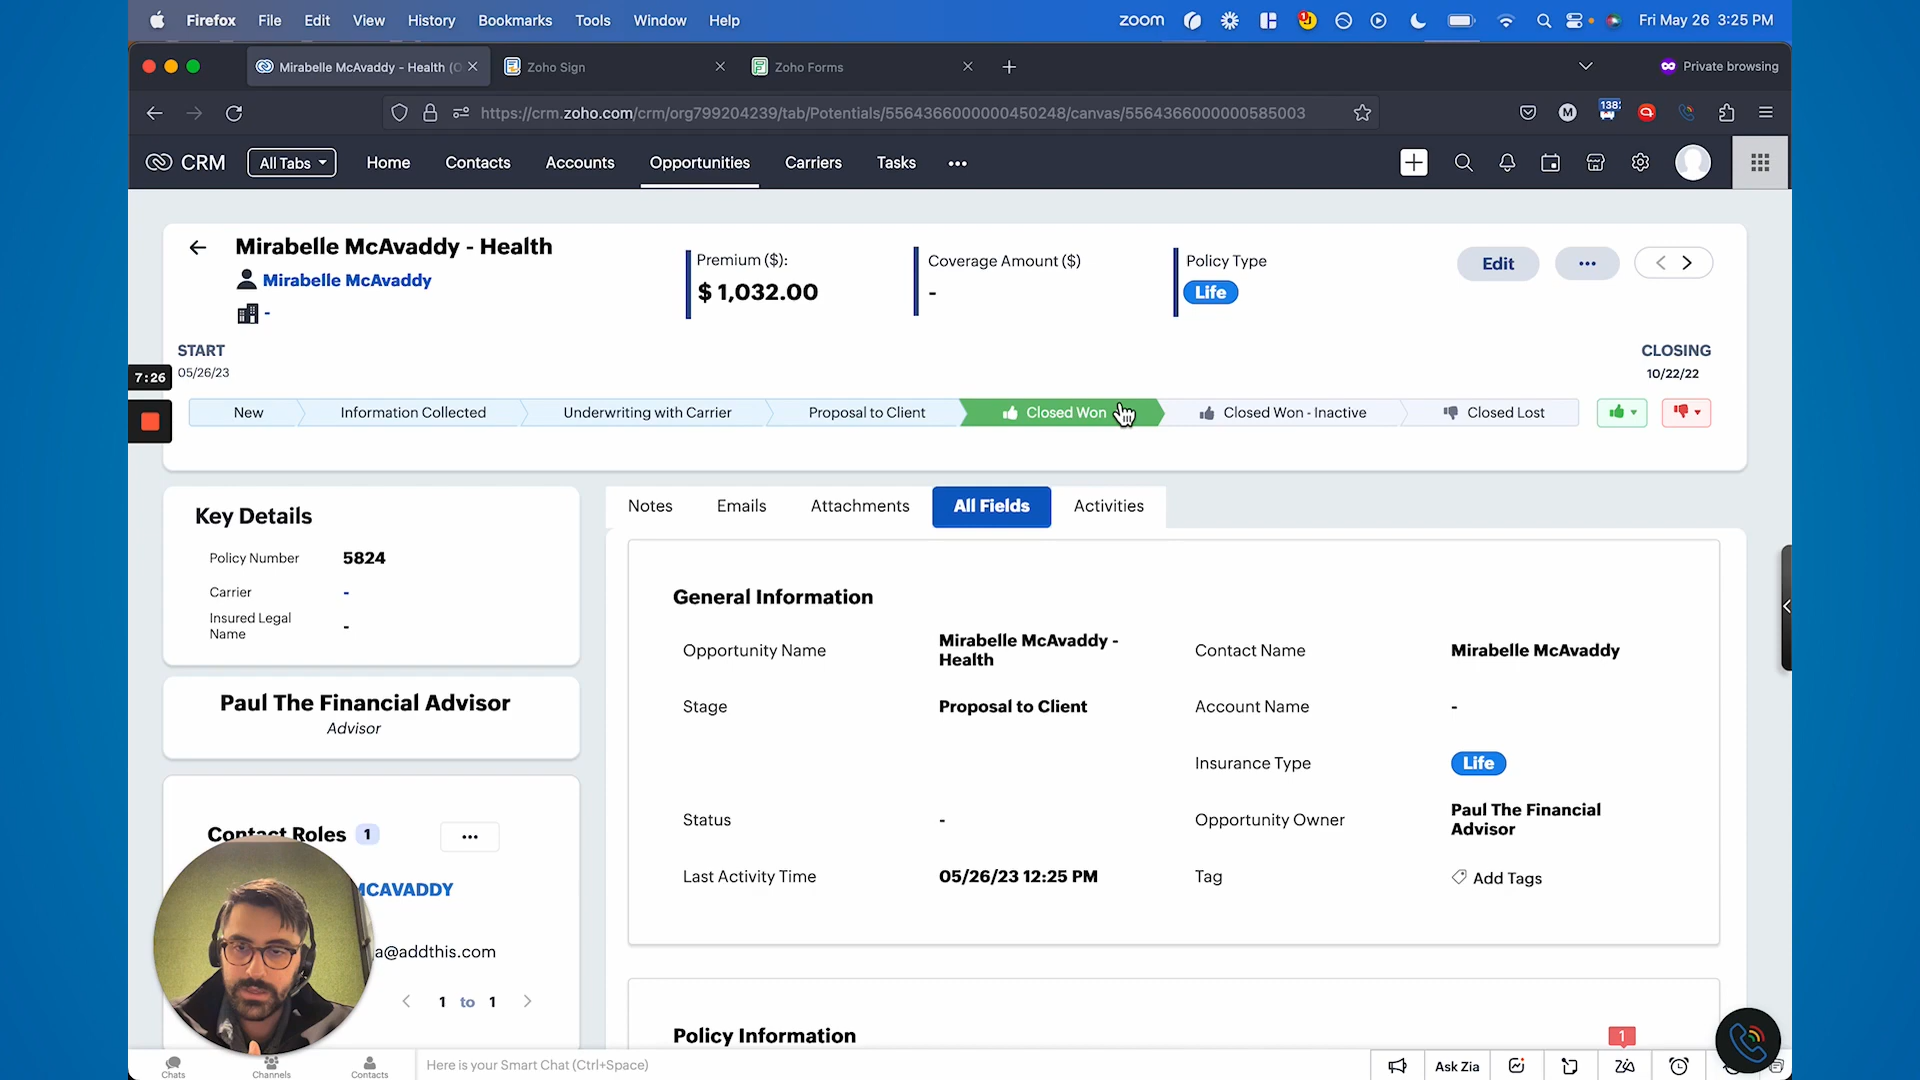 Firefox File Edit View History Bookmarks Tools Window Help zoom Fri May 26 3:25 PM
Mirabelle McAvaddy - Health (O Zoho Sign Zoho Forms Private browsing
https://crm.zoho.com/crm/org799204239/tab/Potentials/5564366000000450248/canvas/5564366000000585003 M 138
CRM All Tabs Home Contacts Accounts Opportunities Carriers Tasks
Mirabelle McAvaddy - Health
Mirabelle McAvaddy
-
Premium ($):
$ 1,032.00
Coverage Amount ($)
-
Policy Type
Life
Edit
START
05/26/23
CLOSING
10/22/22
7:26
New Information Collected Underwriting with Carrier Proposal to Client Closed Won Closed Won - Inactive Closed Lost
Key Details
Policy Number 5824
Carrier -
Insured Legal
Name -
Paul The Financial Advisor
Advisor
Contact Roles 1
MCAVADDY
a@addthis.com
1 to 1
Notes Emails Attachments All Fields Activities
General Information
Opportunity Name Mirabelle McAvaddy -
Health
Contact Name Mirabelle McAvaddy
Stage Proposal to Client Account Name -
Insurance Type Life
Status - Opportunity Owner Paul The Financial
Advisor
Last Activity Time 05/26/23 12:25 PM Tag Add Tags
Policy Information
1
Chats Channels Contacts Here is your Smart Chat (Ctrl+Space) Ask Zia